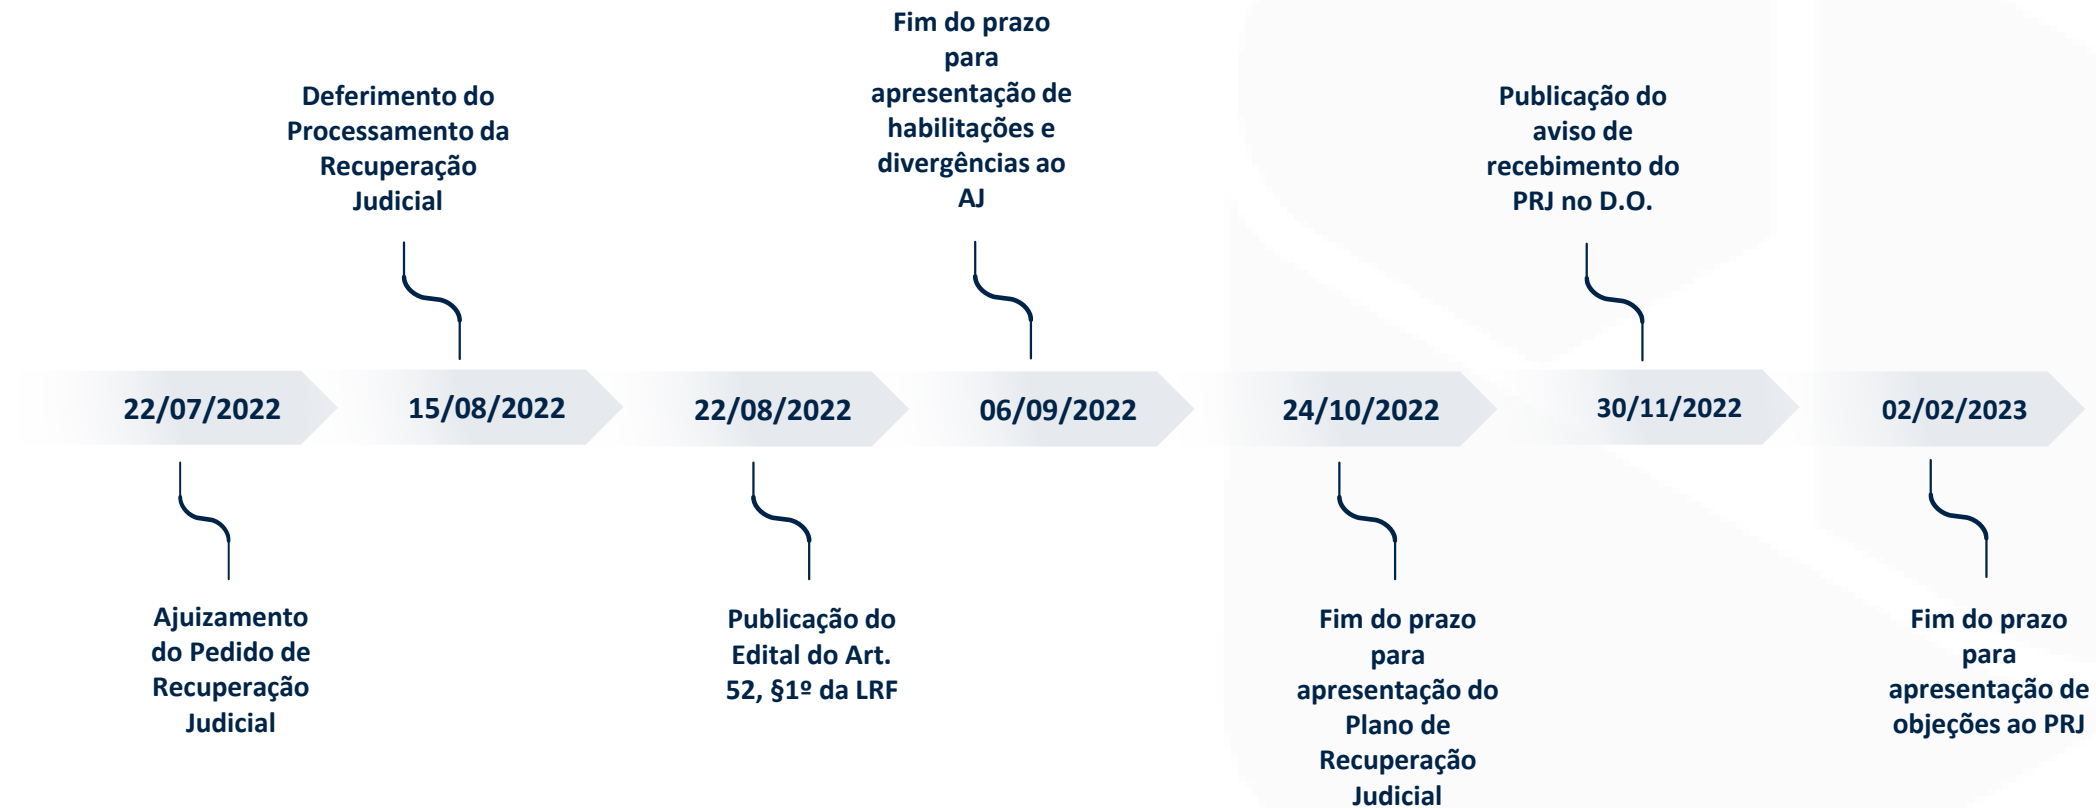 Fim do prazo
para
apresentação de
habilitações e
divergências ao
AJ
Deferimento do
Processamento da
Recuperação
Judicial
Publicação do
aviso de
recebimento do
PRJ no D.O.
22/07/2022
15/08/2022
22/08/2022
06/09/2022
24/10/2022
30/11/2022
02/02/2023
Ajuizamento
do Pedido de
Recuperação
Judicial
Publicação do
Edital do Art.
52, §1º da LRF
Fim do prazo
para
apresentação do
Plano de
Recuperação
Judicial
Fim do prazo
para
apresentação de
objeções ao PRJ